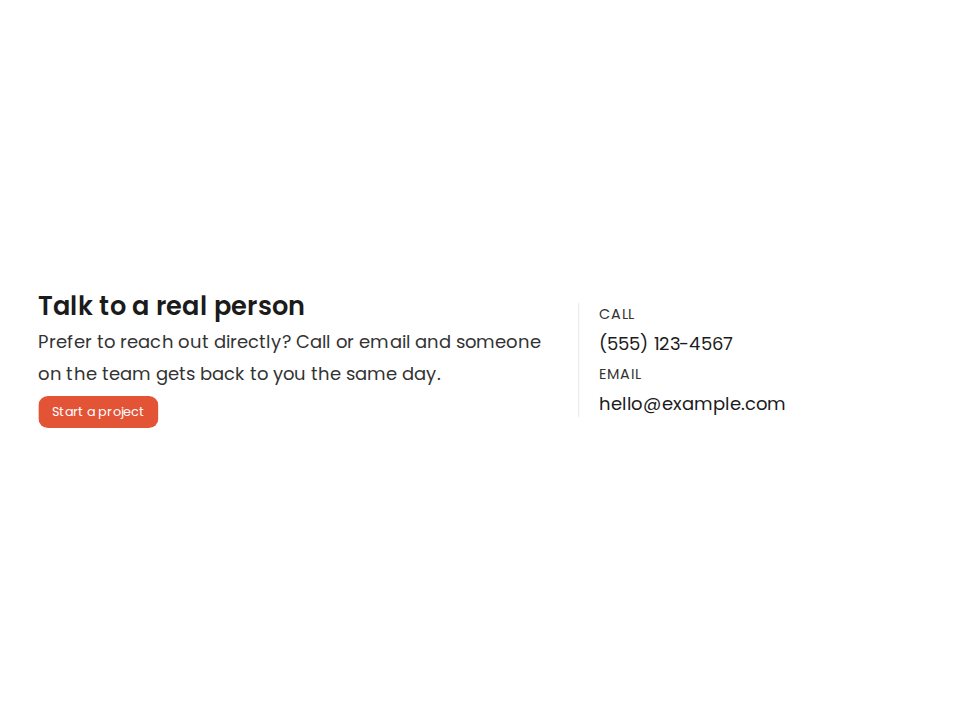 Talk to a real person
Prefer to reach out directly? Call or email and someone
on the team gets back to you the same day.
Start a project
CALL
(555) 123-4567
EMAIL
hello@example.com